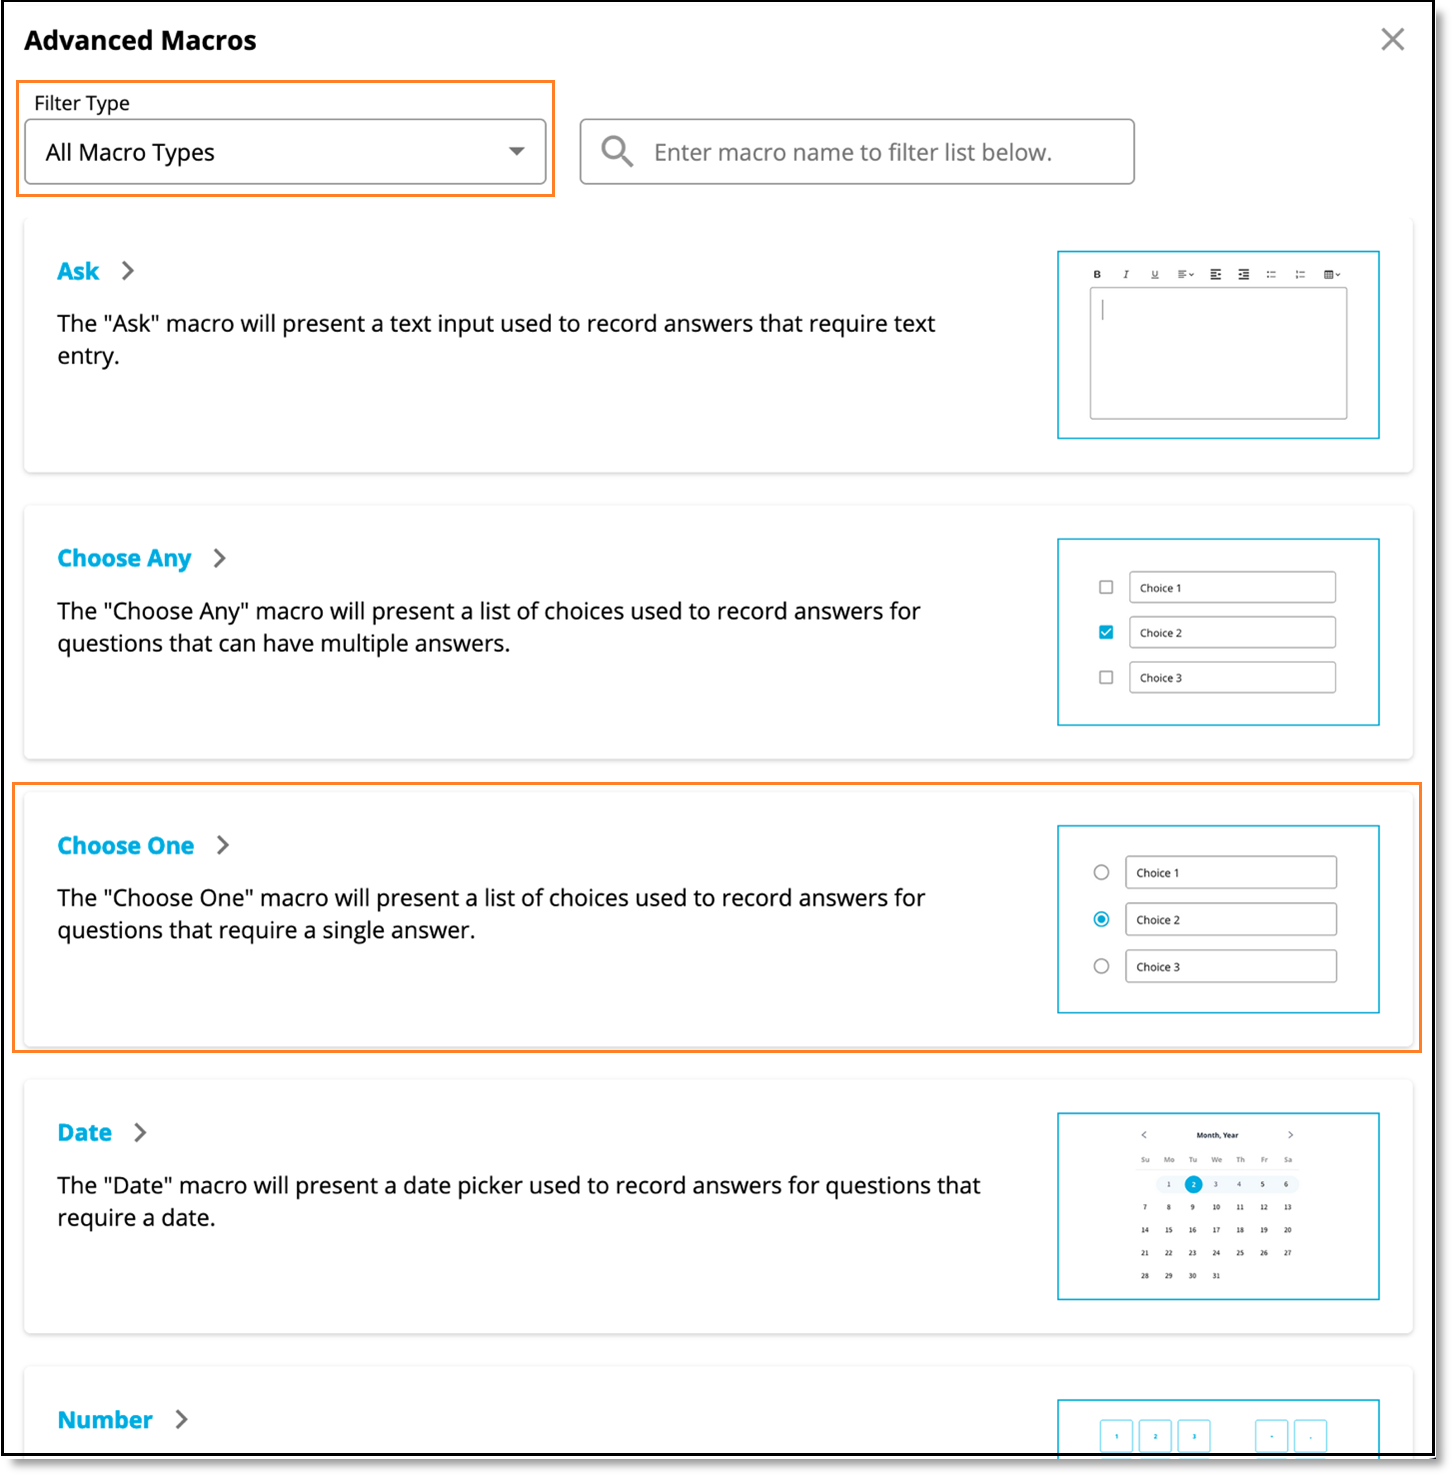 Advanced Macros
Filter Type
All Macro Types
Enter macro name to filter list below.
Ask
The "Ask" macro will present a text input used to record answers that require text
entry.
B I U
Choose Any
The "Choose Any" macro will present a list of choices used to record answers for
questions that can have multiple answers.
Choice 1
Choice 2
Choice 3
Choose One
The "Choose One" macro will present a list of choices used to record answers for
questions that require a single answer.
Choice 1
Choice 2
Choice 3
Date
The "Date" macro will present a date picker used to record answers for questions that
require a date.
Month, Year
Su Mo Tu We Th Fr Sa
1 2 3 4 5 6
7 8 9 10 11 12 13
14 15 16 17 18 19 20
21 22 23 24 25 26 27
28 29 30 31
Number
1 2 3